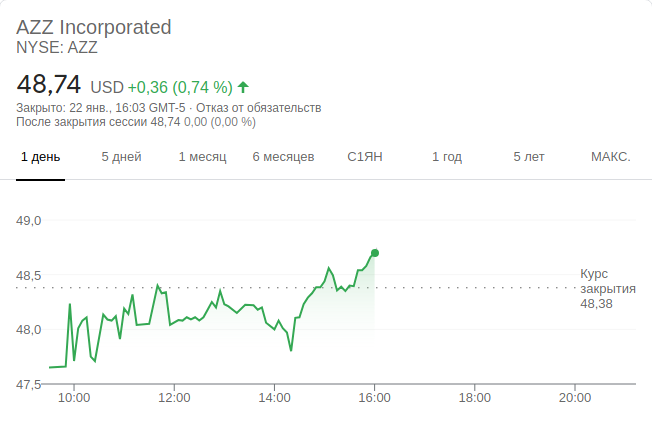 AZZ Incorporated
NYSE: AZZ
48,74 USD +0,36 (0,74 %)
Закрыто: 22 янв., 16:03 GMT-5 · Отказ от обязательств
После закрытия сессии 48,74 0,00 (0,00 %)
1 день 5 дней 1 месяц 6 месяцев С1ЯН 1 год 5 лет МАКС.
49,0
48,5
Курс
закрытия
48,38
48,0
47,5
10:00 12:00 14:00 16:00 18:00 20:00